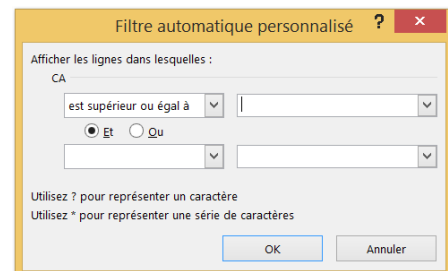 Filtre automatique personnalisé ? ×
Afficher les lignes dans lesquelles :
CA
est supérieur ou égal à
Et Ou
Utilisez ? pour représenter un caractère
Utilisez * pour représenter une série de caractères
OK Annuler